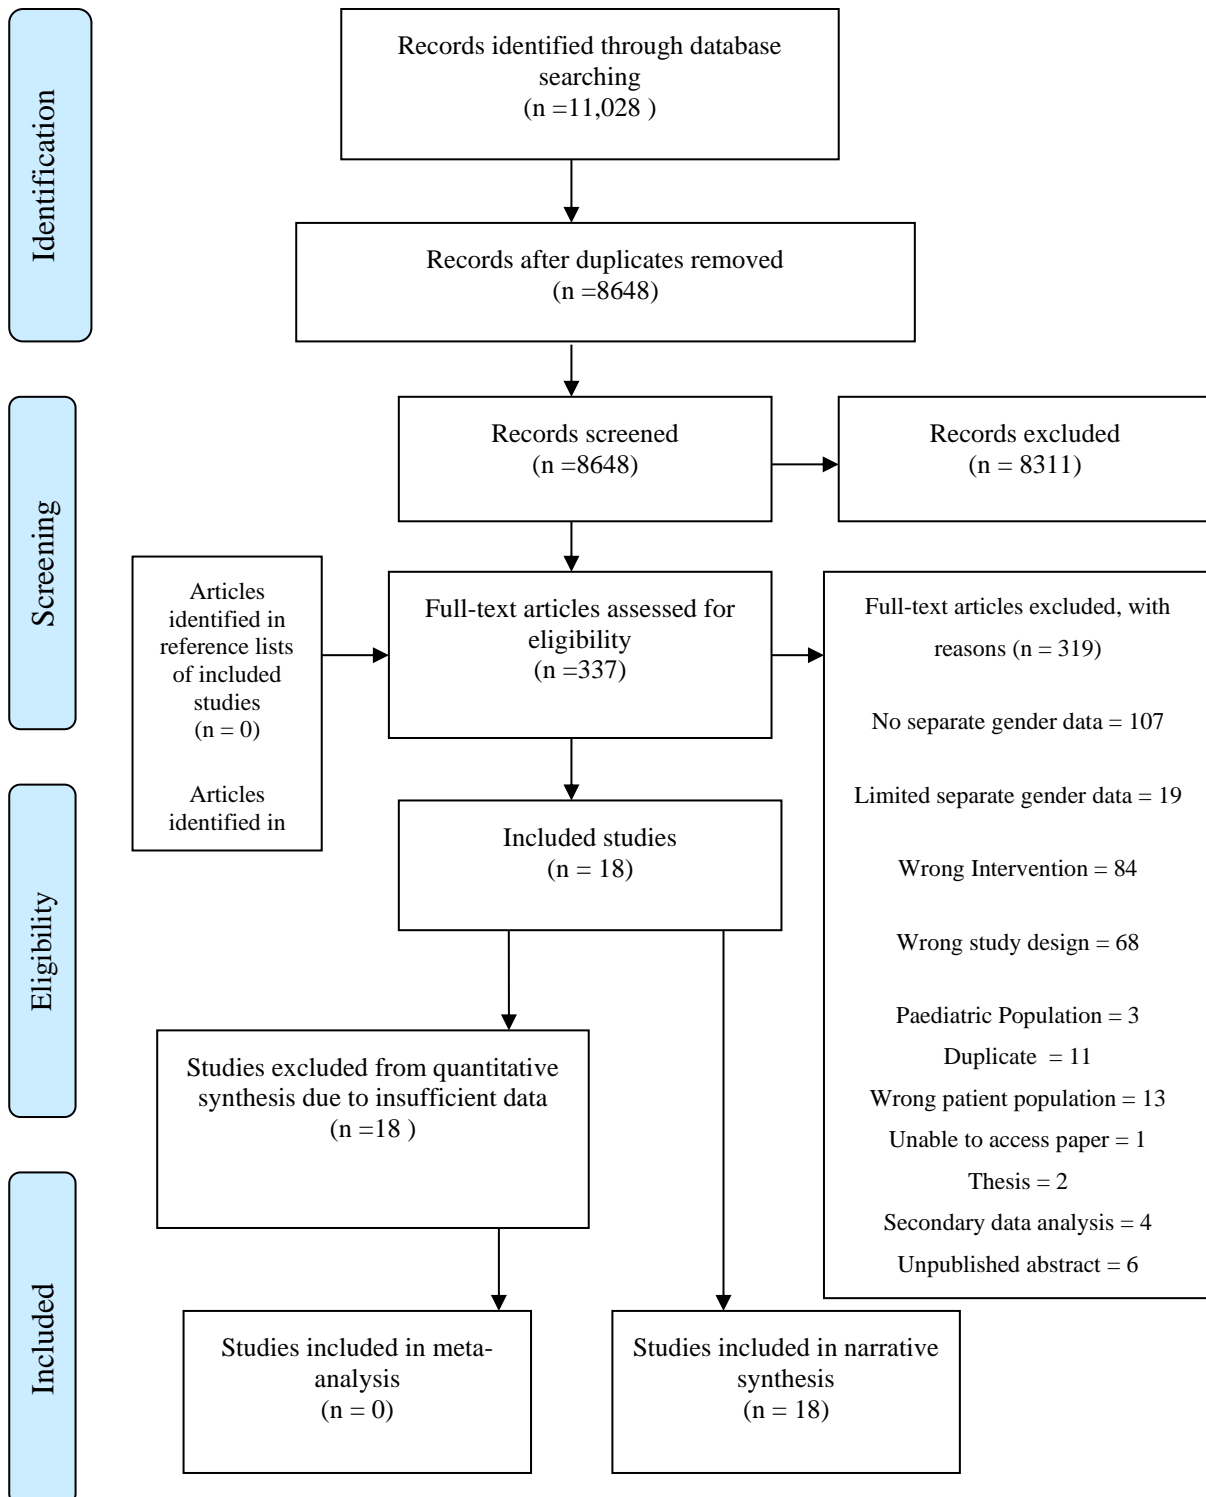 Identification
Records identified through database
searching
(n =11,028 )
Records after duplicates removed
(n =8648)
Screening
Records screened
(n =8648)
Records excluded
(n = 8311)
Articles
identified in
reference lists
of included
studies
(n = 0)
Articles
identified in
Full-text articles assessed for
eligibility
(n =337)
Full-text articles excluded, with
reasons (n = 319)
No separate gender data = 107
Limited separate gender data = 19
Wrong Intervention = 84
Wrong study design = 68
Paediatric Population = 3
Duplicate = 11
Wrong patient population = 13
Unable to access paper = 1
Thesis = 2
Secondary data analysis = 4
Unpublished abstract = 6
Eligibility
Included studies
(n = 18)
Studies excluded from quantitative
synthesis due to insufficient data
(n =18 )
Included
Studies included in meta-
analysis
(n = 0)
Studies included in narrative
synthesis
(n = 18)